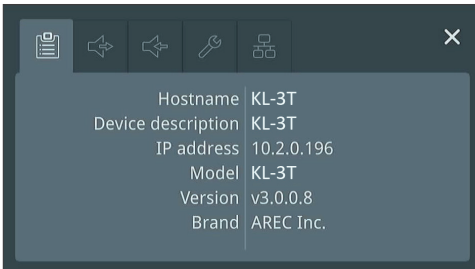 Hostname KL-3T
Device description KL-3T
IP address 10.2.0.196
Model KL-3T
Version v3.0.0.8
Brand AREC Inc.